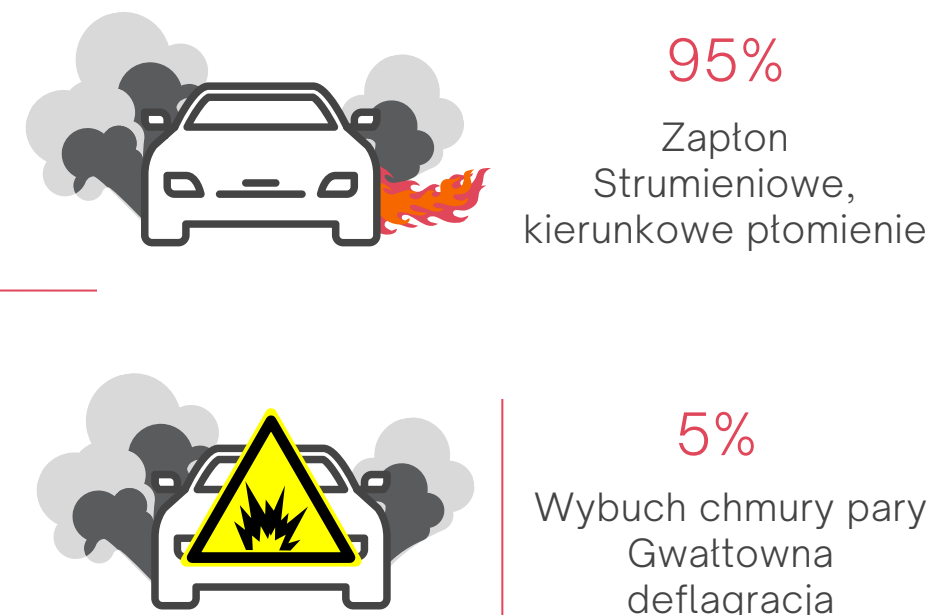 95%
Zapłon
Strumieniowe,
kierunkowe płomienie
5%
Wybuch chmury pary
Gwałtowna
deflagracja